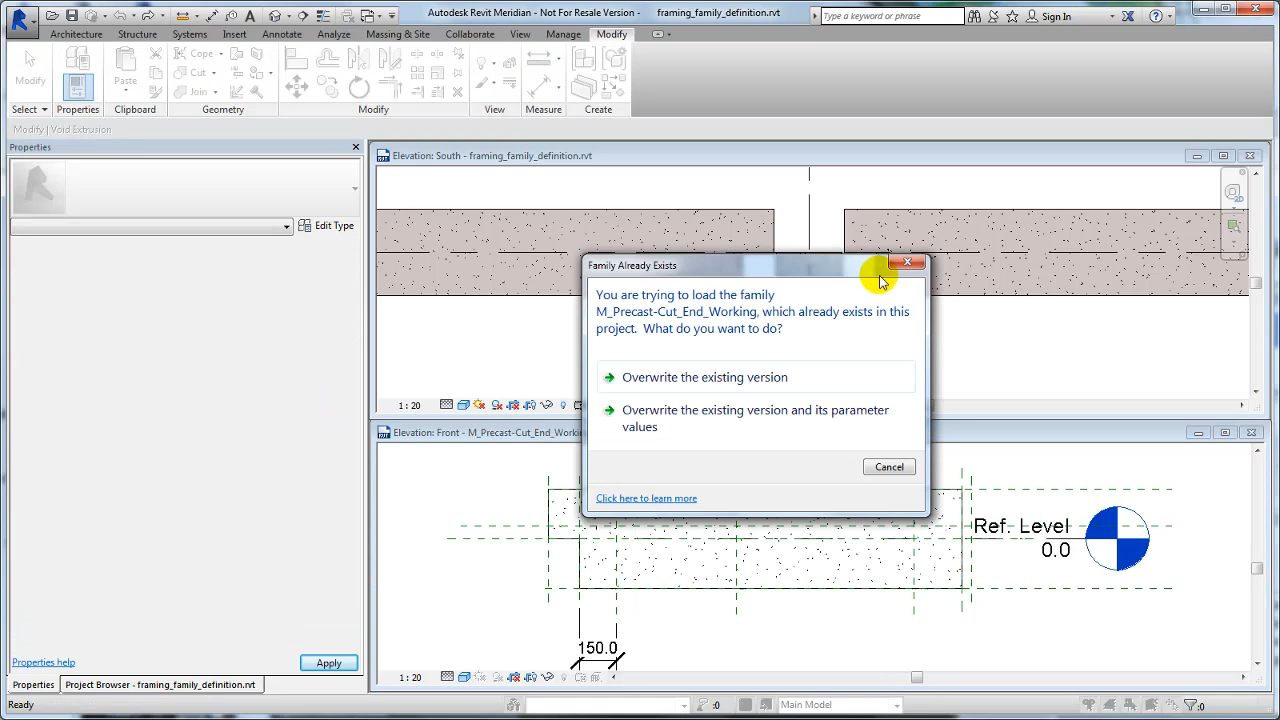 Autodesk Revit Meridian - Not For Resale Version - framing_family_definition.rvt
Type a keyword or phrase
Sign In
Architecture Structure Systems Insert Annotate Analyze Massing & Site Collaborate View Manage Modify
Modify
Paste
Cope
Cut
Join
Select Properties Clipboard Geometry Modify View Measure Create
Modify | Void Extrusion
Properties
Edit Type
Properties help
Apply
Properties
Project Browser - framing_family_definition.rvt
Elevation: South - framing_family_definition.rvt
2D
1 : 20
Family Already Exists
You are trying to load the family
M_Precast-Cut_End_Working, which already exists in this
project. What do you want to do?
Overwrite the existing version
Overwrite the existing version and its parameter
values
Cancel
Click here to learn more
Elevation: Front - M_Precast-Cut_End_Workin
Ref. Level
0.0
150.0
1 : 20
Ready
:0
Main Model
:0